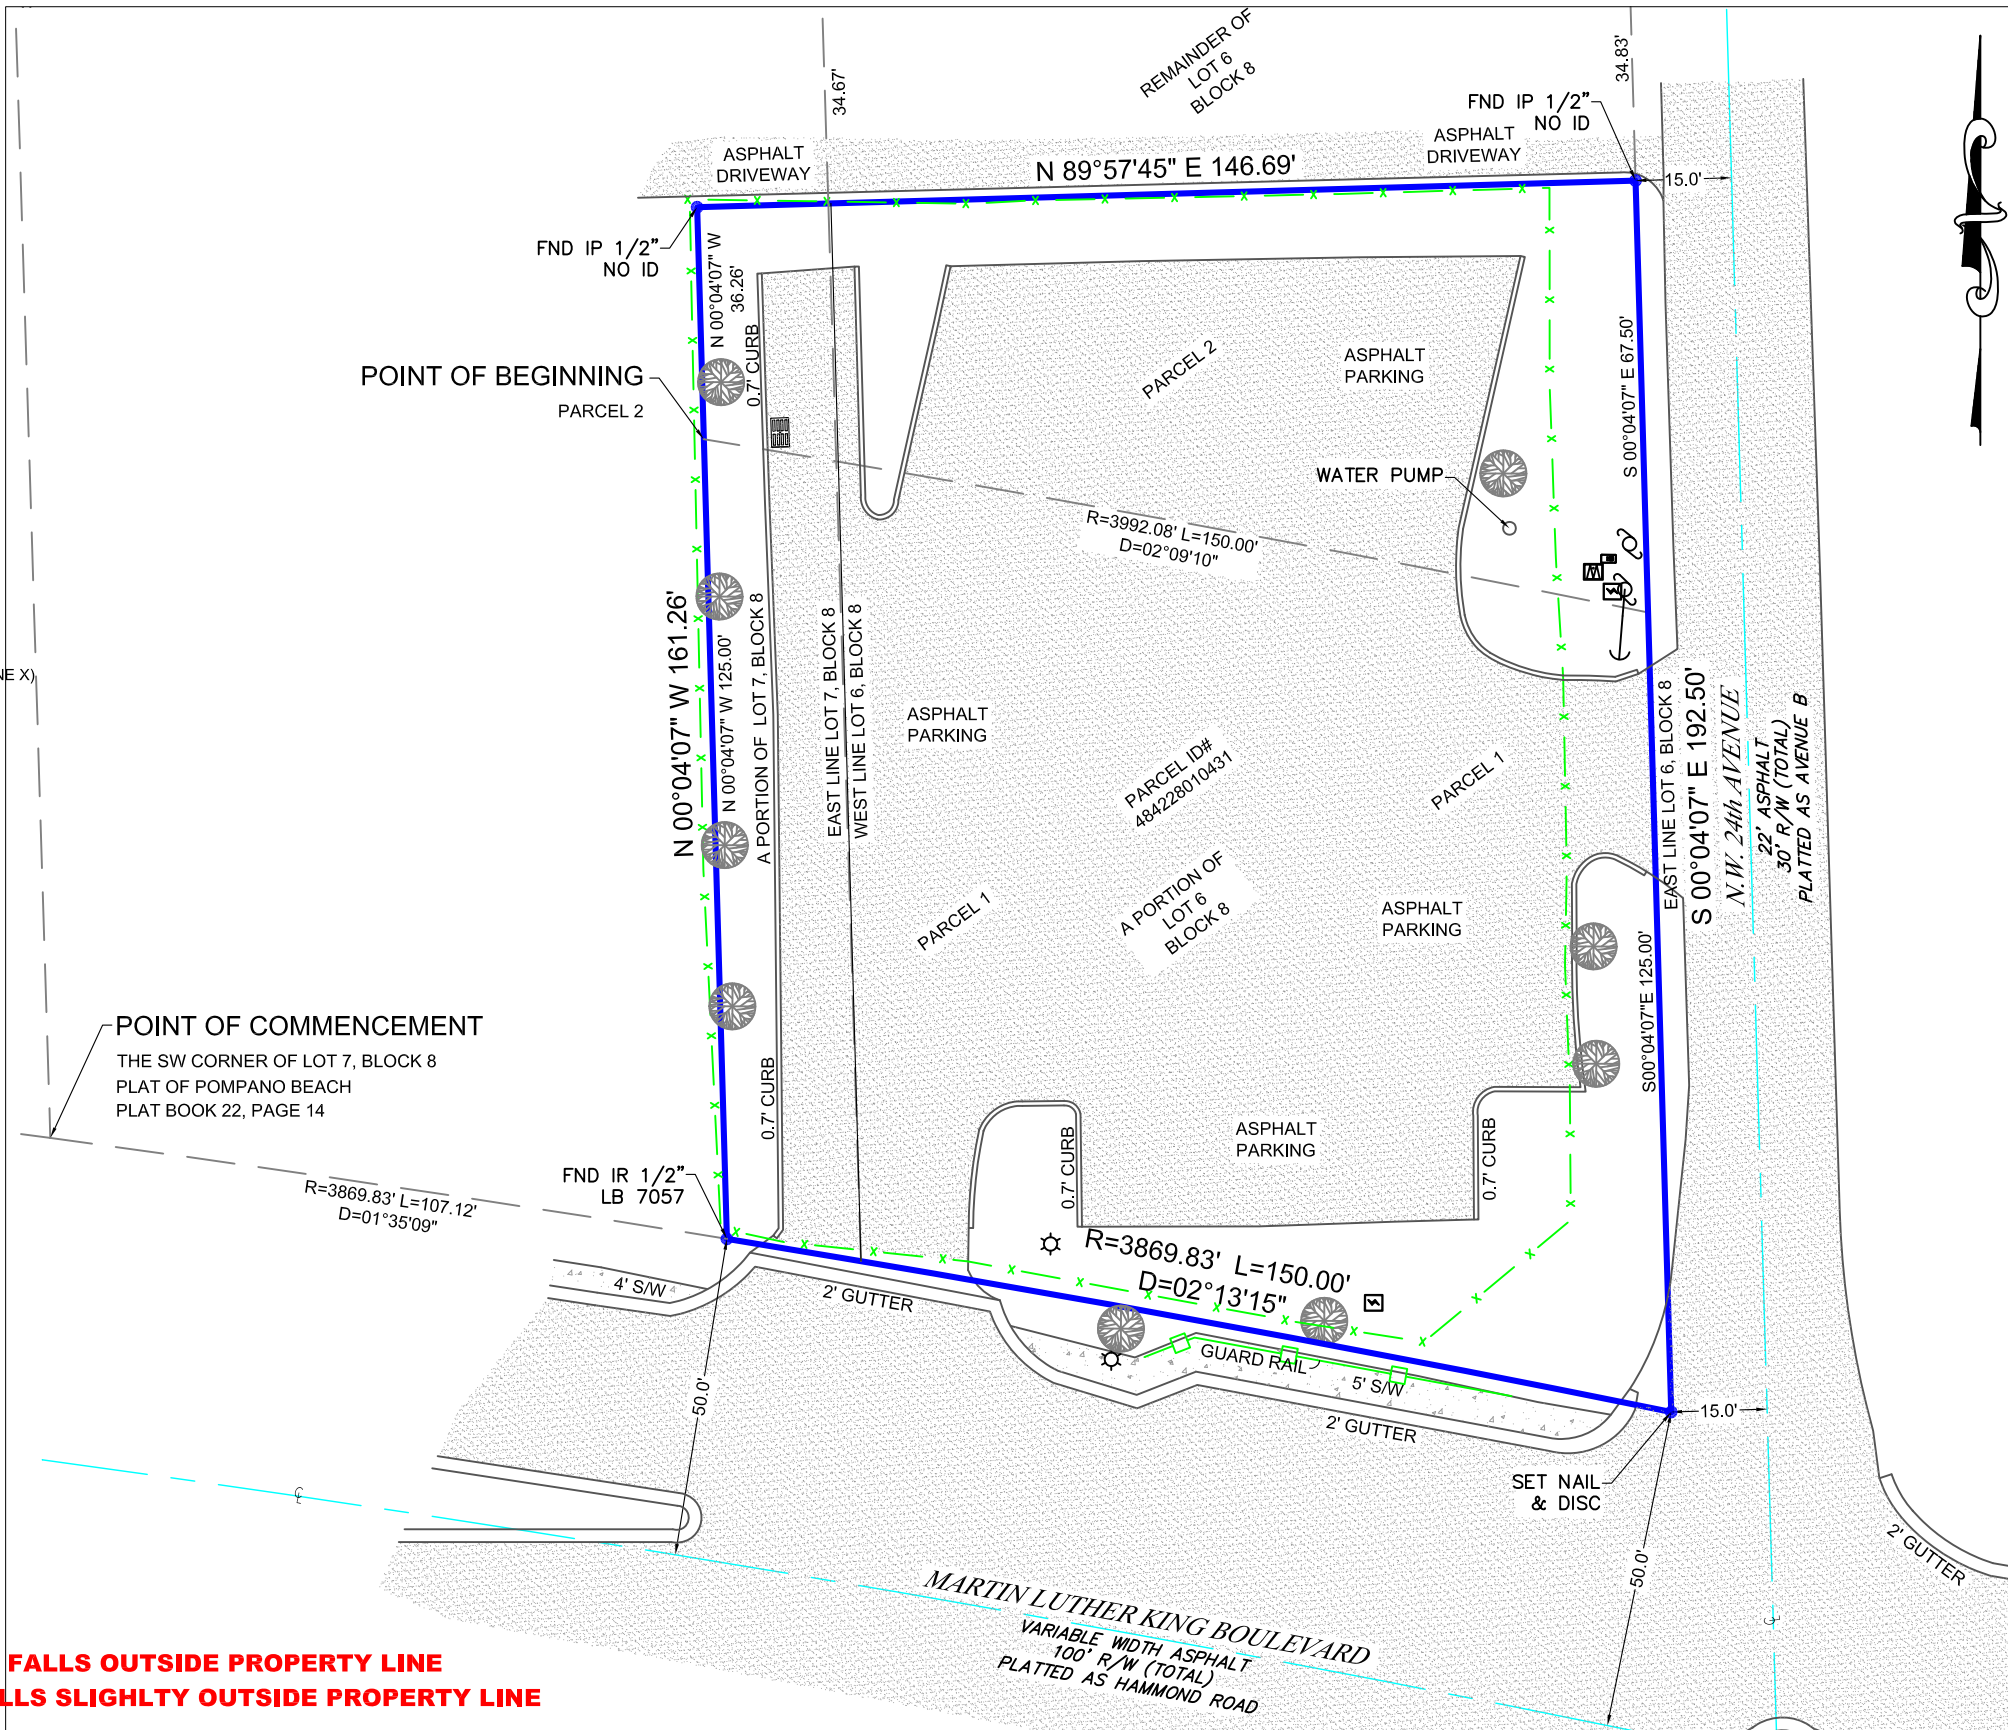 REMAINDER OF
LOT 6
BLOCK 8
34.67'
34.83'
FND IP 1/2"
NO ID
ASPHALT
DRIVEWAY
N 89°57'45" E 146.69'
ASPHALT
DRIVEWAY
15.0'
FND IP 1/2"
NO ID
N 00°04'07" W
36.26'
0.7' CURB
POINT OF BEGINNING
PARCEL 2
PARCEL 2
ASPHALT
PARKING
S 00°04'07" E 67.50'
WATER PUMP
R=3992.08' L=150.00'
D=02°09'10"
N 00°04'07" W 161.26'
N 00°04'07" W 125.00'
A PORTION OF LOT 7, BLOCK 8
EAST LINE LOT 7, BLOCK 8
WEST LINE LOT 6, BLOCK 8
NE X)
ASPHALT
PARKING
PARCEL ID#
484228010431
PARCEL 1
EAST LINE LOT 6, BLOCK 8
S 00°04'07" E 192.50'
N.W. 24th AVENUE
22' ASPHALT
30' R/W (TOTAL)
PLATTED AS AVENUE B
PARCEL 1
A PORTION OF
LOT 6
BLOCK 8
ASPHALT
PARKING
S00°04'07"E 125.00'
POINT OF COMMENCEMENT
THE SW CORNER OF LOT 7, BLOCK 8
PLAT OF POMPANO BEACH
PLAT BOOK 22, PAGE 14
0.7' CURB
0.7' CURB
ASPHALT
PARKING
0.7' CURB
FND IR 1/2"
LB 7057
R=3869.83' L=107.12'
D=01°35'09"
R=3869.83' L=150.00'
D=02°13'15"
4' S/W
2' GUTTER
GUARD RAIL
5' S/W
2' GUTTER
50.0'
15.0'
SET NAIL
& DISC
50.0'
2' GUTTER
MARTIN LUTHER KING BOULEVARD
VARIABLE WIDTH ASPHALT
100' R/W (TOTAL)
PLATTED AS HAMMOND ROAD
FALLS OUTSIDE PROPERTY LINE
LLS SLIGHLTY OUTSIDE PROPERTY LINE